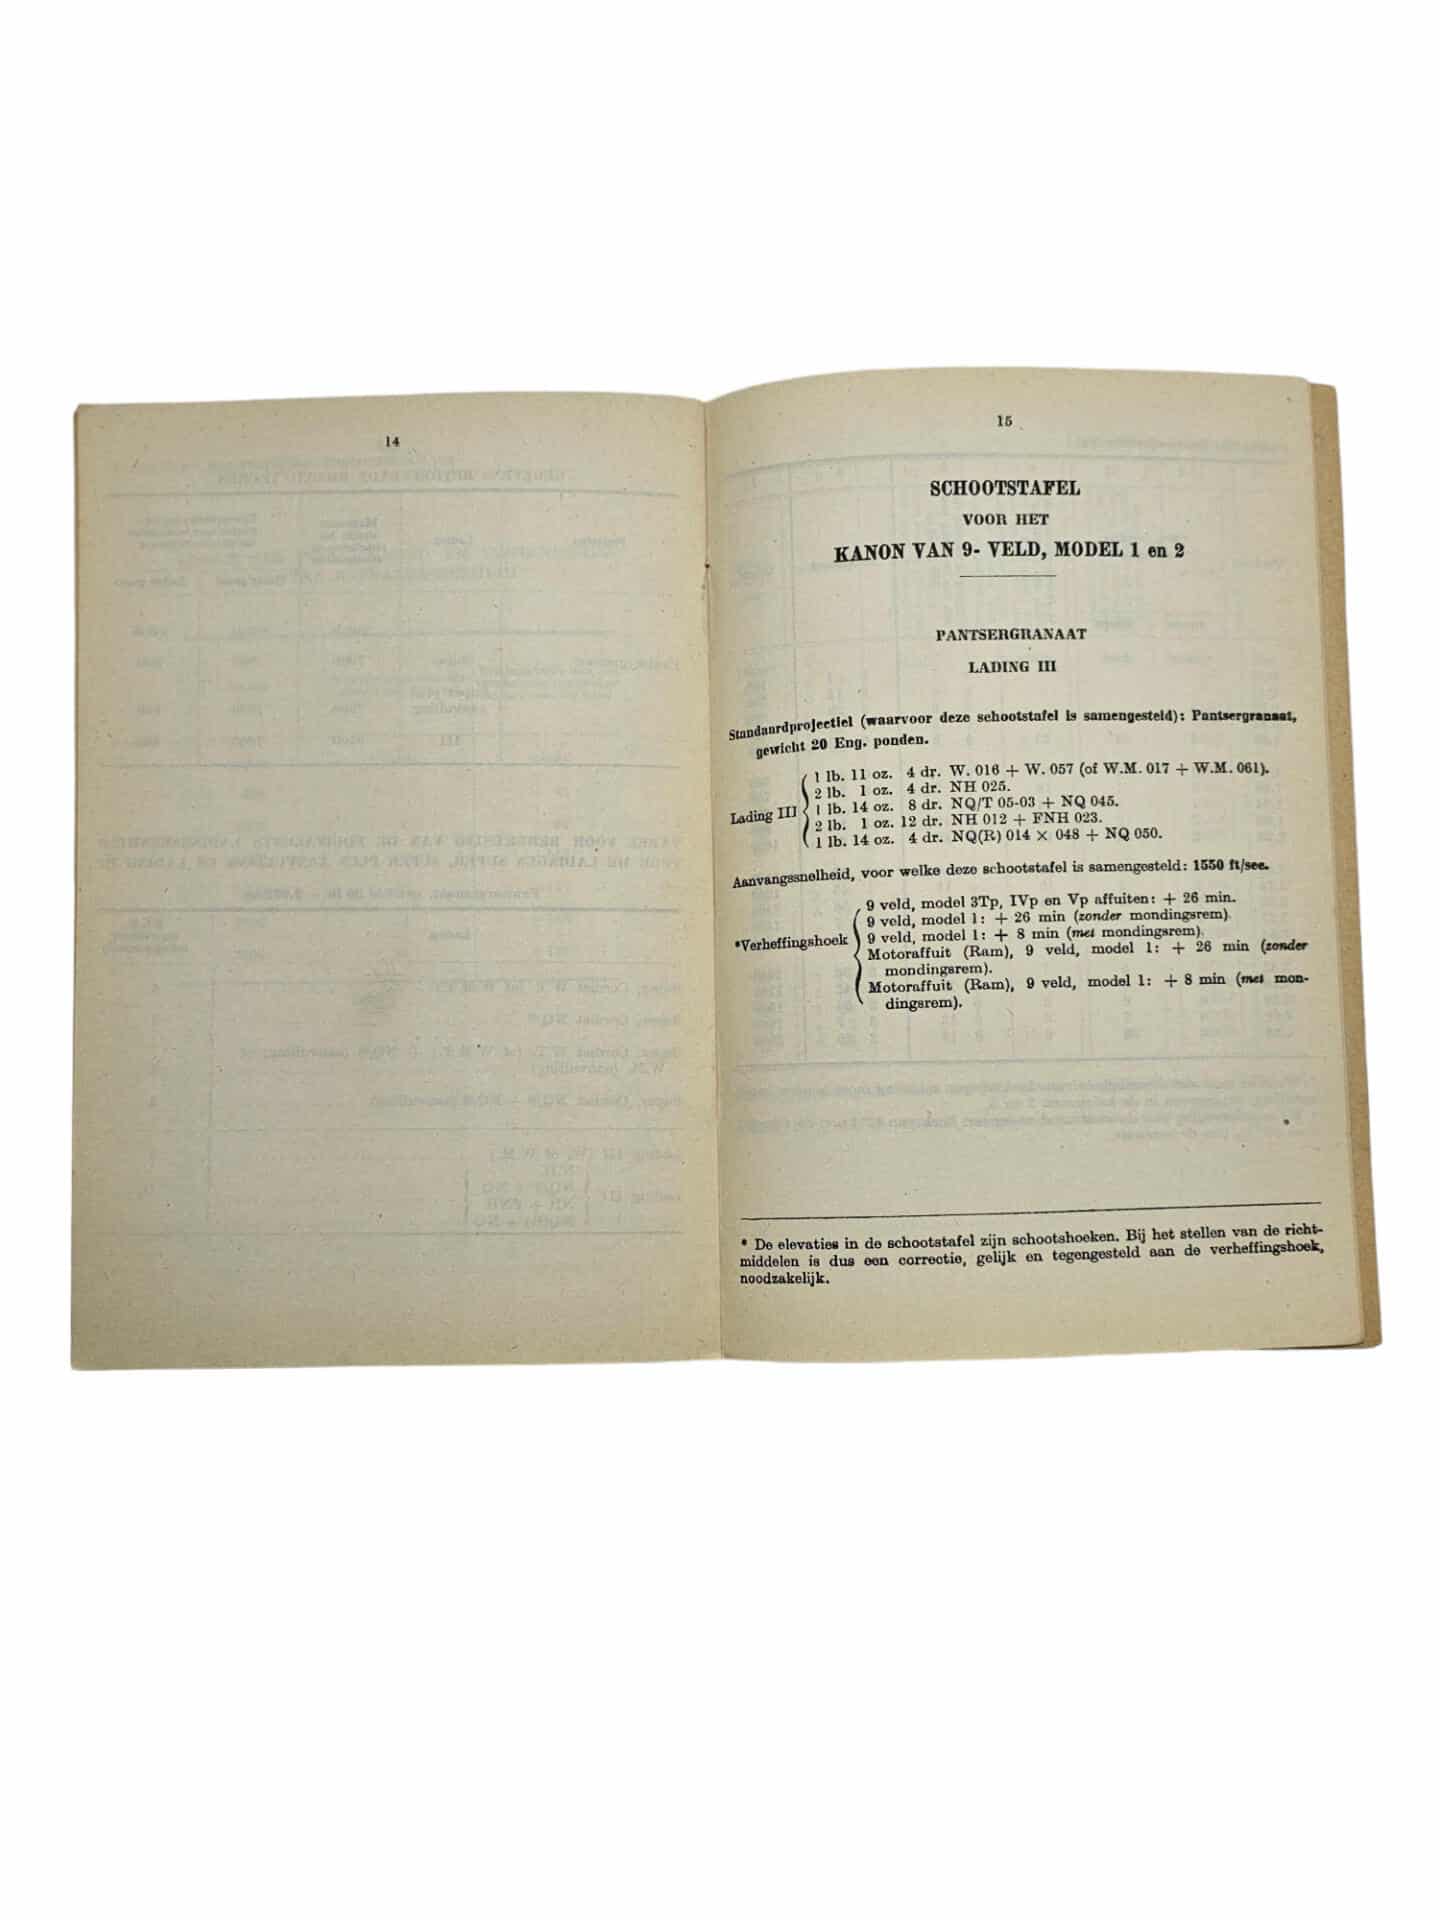 14
15
SCHOOTSTAFEL
VOOR HET
KANON VAN 9- VELD, MODEL 1 en 2
PANTSERGRANAAT
LADING III
Standaardprojectiel (waarvoor deze schootstafel is samengesteld): Pantsergranaat,
gewicht 20 Eng. ponden.
Lading III
1 lb. 11 oz. 4 dr. W. 016 + W. 057 (of W.M. 017 + W.M. 061).
2 lb. 1 oz. 4 dr. NH 025.
1 lb. 14 oz. 8 dr. NQ/T 05-03 + NQ 045.
2 lb. 1 oz. 12 dr. NH 012 + FNH 023.
1 lb. 14 oz. 4 dr. NQ(R) 014 × 048 + NQ 050.
Aanvangssnelheid, voor welke deze schootstafel is samengesteld: 1550 ft/sec.
*Verheffingshoek
9 veld, model 3Tp, IVp en Vp affuiten: + 26 min.
9 veld, model 1: + 26 min (zonder mondingsrem).
9 veld, model 1: + 8 min (met mondingsrem).
Motoraffuit (Ram), 9 veld, model 1: + 26 min (zonder
mondingsrem).
Motoraffuit (Ram), 9 veld, model 1: + 8 min (met mon-
dingsrem).
* De elevaties in de schootstafel zijn schootshoeken. Bij het stellen van de richt-
middelen is dus een correctie, gelijk en tegengesteld aan de verheffingshoek,
noodzakelijk.